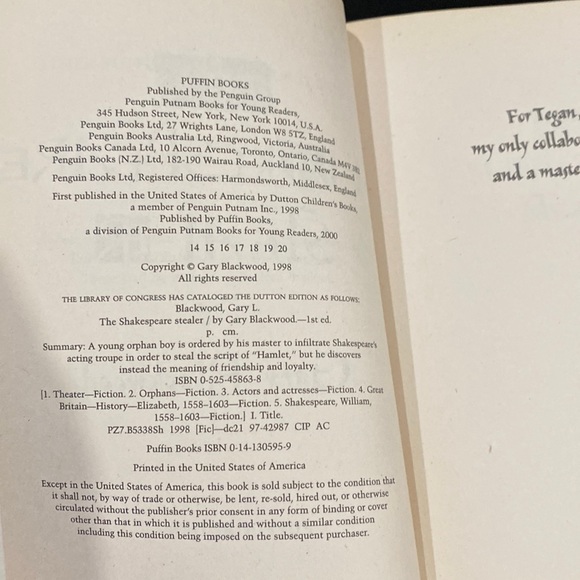 PUFFIN BOOKS
Published by the Penguin Group
Penguin Putnam Books for Young Readers,
345 Hudson Street, New York, New York 10014, U.S.A.
Penguin Books Ltd, 27 Wrights Lane, London W8 5TZ, England
Penguin Books Australia Ltd, Ringwood, Victoria, Australia
Penguin Books Canada Ltd, 10 Alcorn Avenue, Toronto, Ontario, Canada M4V
Penguin Books (N.Z.) Ltd, 182-190 Wairau Road, Auckland 10, New Zealand
Penguin Books Ltd, Registered Offices: Harmondsworth, Middlesex, England
First published in the United States of America by Dutton Children's Books,
a member of Penguin Putnam Inc., 1998
Published by Puffin Books,
a division of Penguin Putnam Books for Young Readers, 2000
14 15 16 17 18 19 20
Copyright © Gary Blackwood, 1998
All rights reserved
THE LIBRARY OF CONGRESS HAS CATALOGED THE DUTTON EDITION AS FOLLOWS:
Blackwood, Gary L.
The Shakespeare stealer / by Gary Blackwood.—1st ed.
p. cm.
Summary: A young orphan boy is ordered by his master to infiltrate Shakespeare's
acting troupe in order to steal the script of "Hamlet," but he discovers
instead the meaning of friendship and loyalty.
ISBN 0-525-45863-8
[1. Theater—Fiction. 2. Orphans—Fiction. 3. Actors and actresses—Fiction. 4. Great
Britain—History—Elizabeth, 1558–1603—Fiction. 5. Shakespeare, William,
1558–1603—Fiction.] I. Title.
PZ7.B5338Sh 1998 [Fic]—dc21 97-42987 CIP AC
Puffin Books ISBN 0-14-130595-9
Printed in the United States of America
Except in the United States of America, this book is sold subject to the condition that
it shall not, by way of trade or otherwise, be lent, re-sold, hired out, or otherwise
circulated without the publisher's prior consent in any form of binding or cover
other than that in which it is published and without a similar condition
including this condition being imposed on the subsequent purchaser.
For Tegan,
my only collabo
and a maste